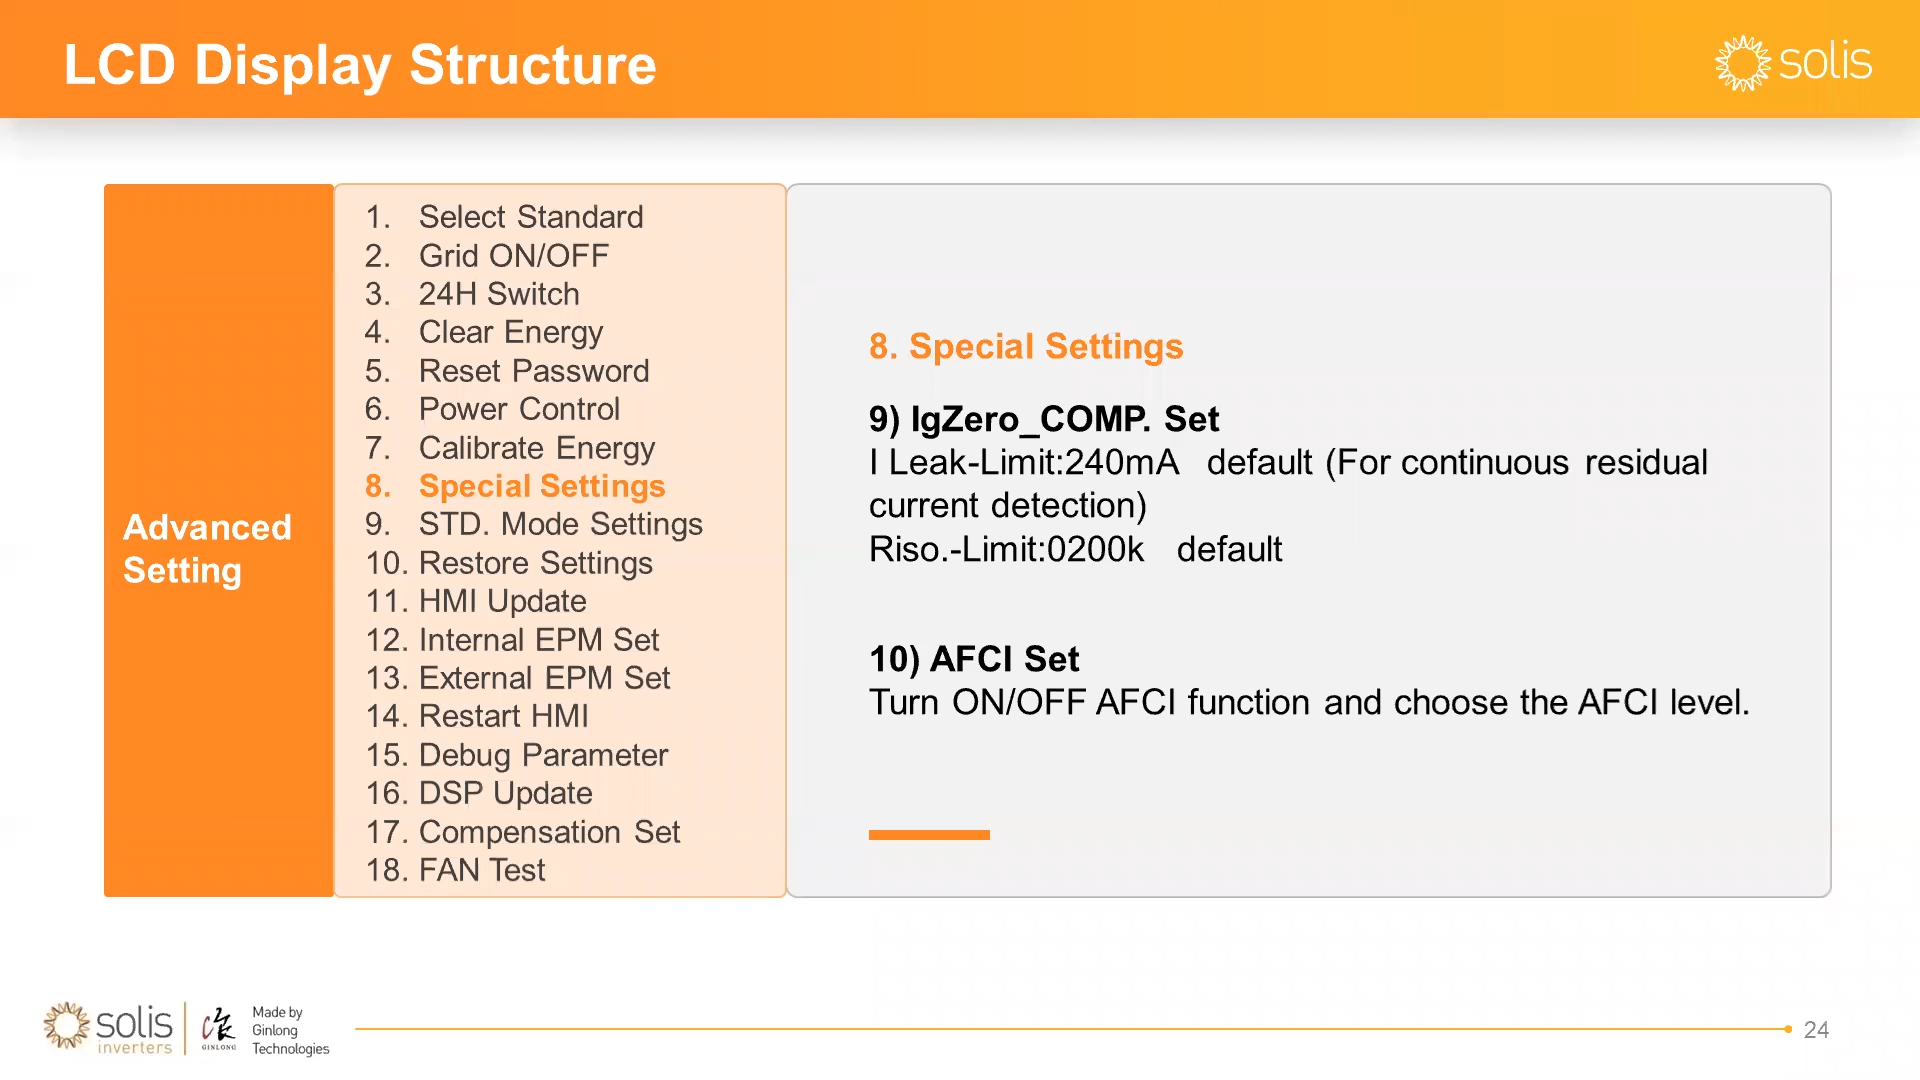 LCD Display Structure
solis
Advanced
Setting
1. Select Standard
2. Grid ON/OFF
3. 24H Switch
4. Clear Energy
5. Reset Password
6. Power Control
7. Calibrate Energy
8. Special Settings
9. STD. Mode Settings
10. Restore Settings
11. HMI Update
12. Internal EPM Set
13. External EPM Set
14. Restart HMI
15. Debug Parameter
16. DSP Update
17. Compensation Set
18. FAN Test
8. Special Settings
9) IgZero_COMP. Set
I Leak-Limit:240mA default (For continuous residual
current detection)
Riso.-Limit:0200k default
10) AFCI Set
Turn ON/OFF AFCI function and choose the AFCI level.
solis
inverters
GINLONG
Made by
Ginlong
Technologies
24